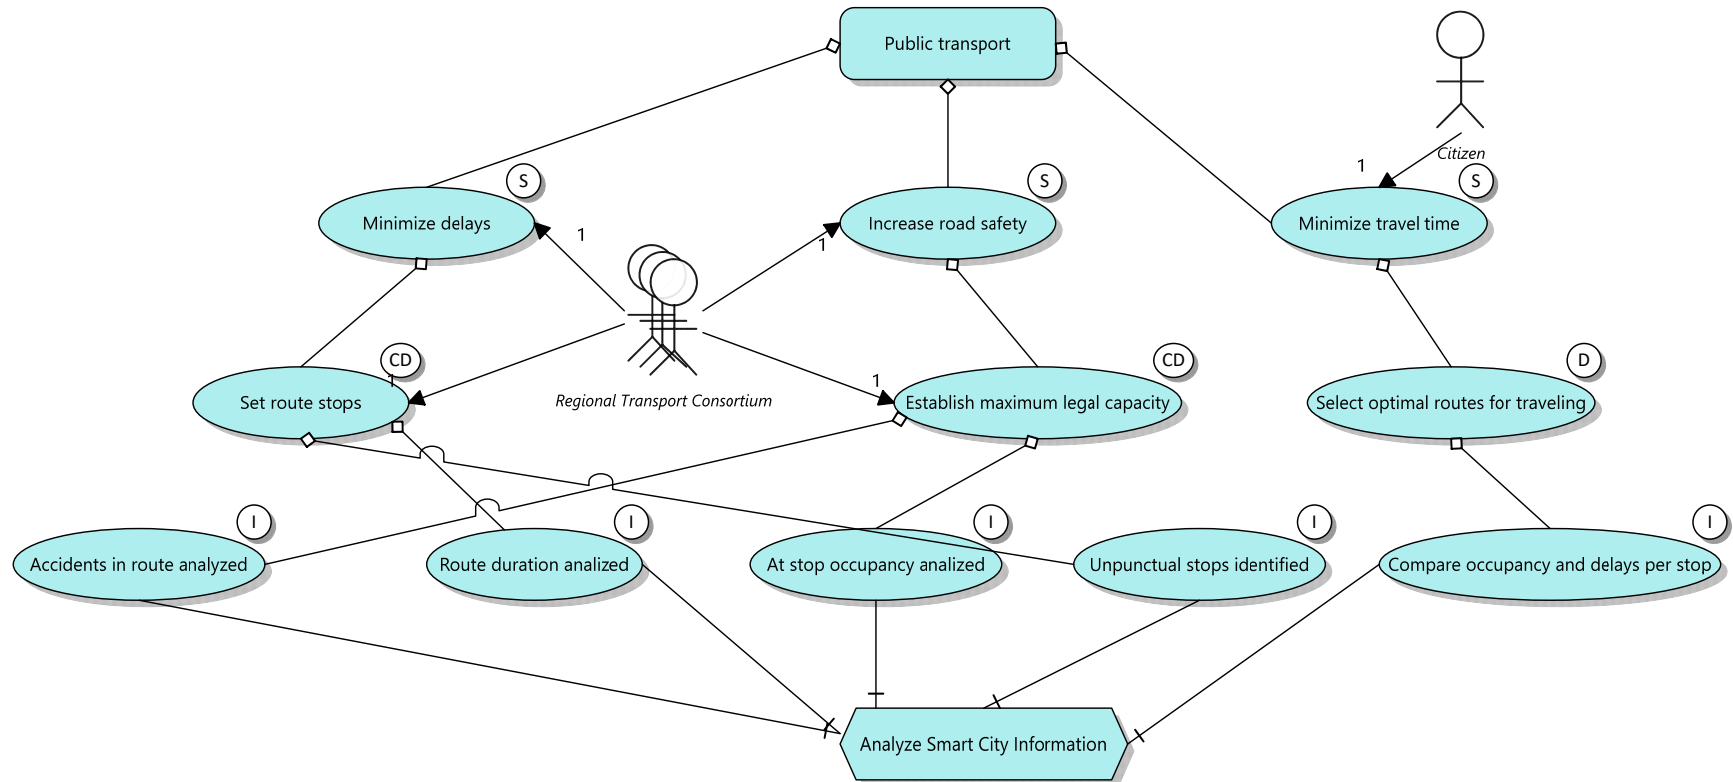 Public transport
Citizen
1
S
S
S
Minimize delays
Increase road safety
Minimize travel time
1
1
CD
CD
D
1
1
Regional Transport Consortium
Set route stops
Establish maximum legal capacity
Select optimal routes for traveling
I
I
I
I
I
Accidents in route analyzed
Route duration analized
At stop occupancy analized
Unpunctual stops identified
Compare occupancy and delays per stop
Analyze Smart City Information